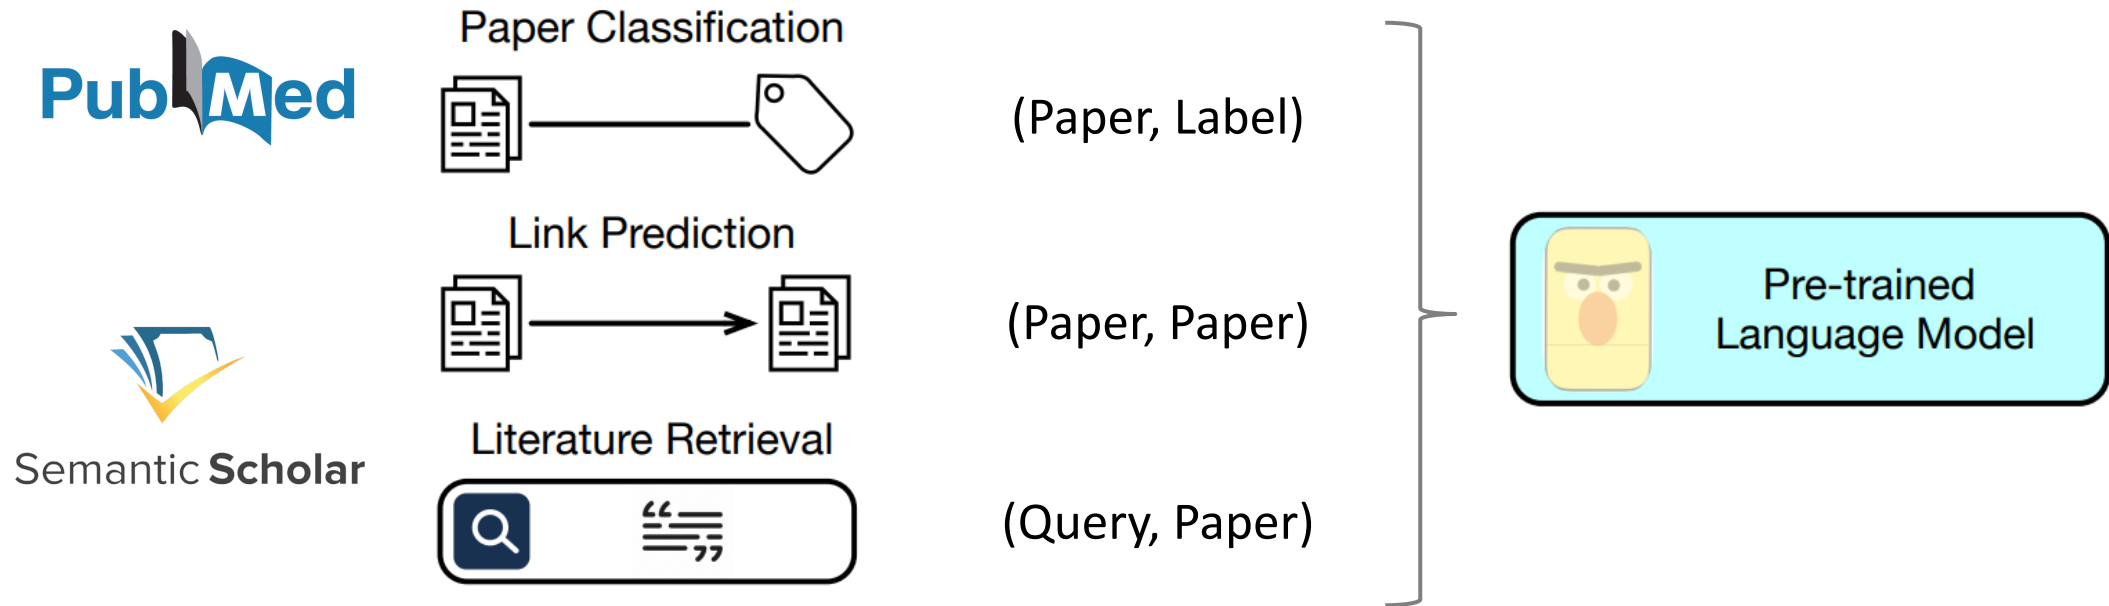 PubMed
Paper Classification
(Paper, Label)
Link Prediction
(Paper, Paper)
Semantic Scholar
Literature Retrieval
(Query, Paper)
Pre-trained
Language Model